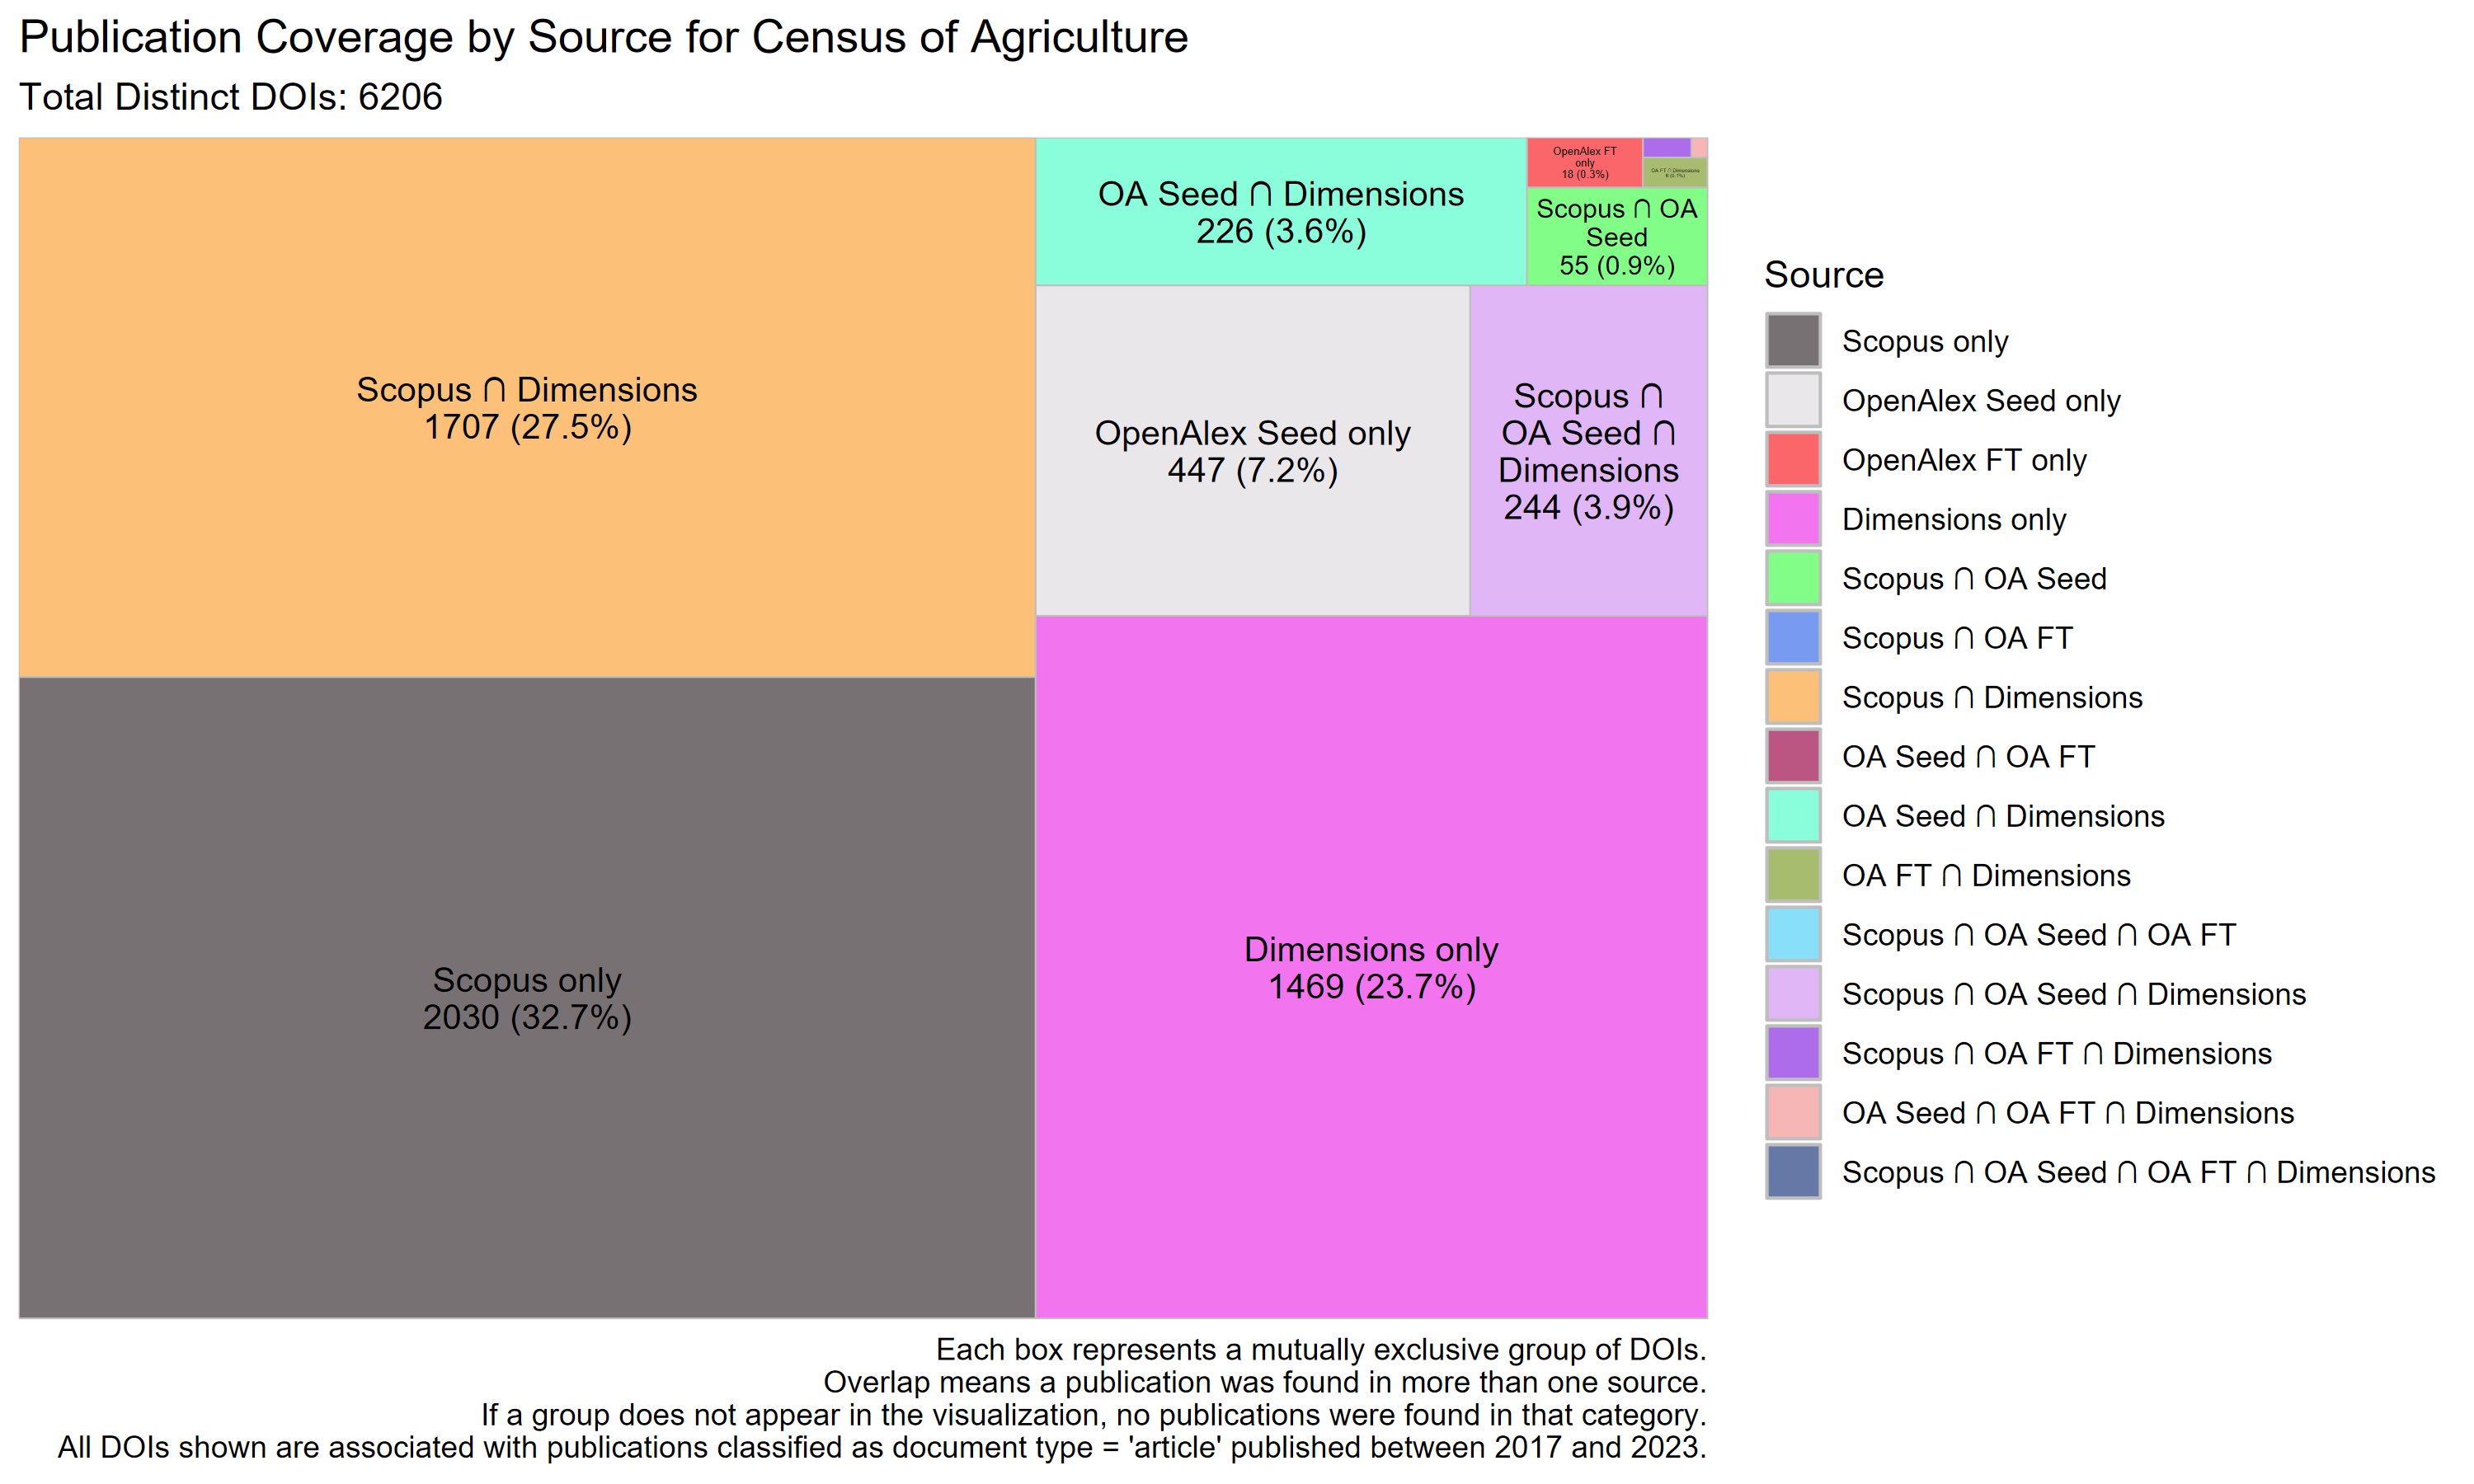 Publication Coverage by Source for Census of Agriculture
Total Distinct DOIs: 6206
Scopus ∩ Dimensions
1707 (27.5%)
Scopus only
2030 (32.7%)
OA Seed ∩ Dimensions
226 (3.6%)
OpenAlex FT
only
18 (0.3%)
OA FT ∩ Dimensions
6 (0.1%)
Scopus ∩ OA
Seed
55 (0.9%)
OpenAlex Seed only
447 (7.2%)
Scopus ∩
OA Seed ∩
Dimensions
244 (3.9%)
Dimensions only
1469 (23.7%)
Source
Scopus only
OpenAlex Seed only
OpenAlex FT only
Dimensions only
Scopus ∩ OA Seed
Scopus ∩ OA FT
Scopus ∩ Dimensions
OA Seed ∩ OA FT
OA Seed ∩ Dimensions
OA FT ∩ Dimensions
Scopus ∩ OA Seed ∩ OA FT
Scopus ∩ OA Seed ∩ Dimensions
Scopus ∩ OA FT ∩ Dimensions
OA Seed ∩ OA FT ∩ Dimensions
Scopus ∩ OA Seed ∩ OA FT ∩ Dimensions
Each box represents a mutually exclusive group of DOIs.
Overlap means a publication was found in more than one source.
If a group does not appear in the visualization, no publications were found in that category.
All DOIs shown are associated with publications classified as document type = 'article' published between 2017 and 2023.